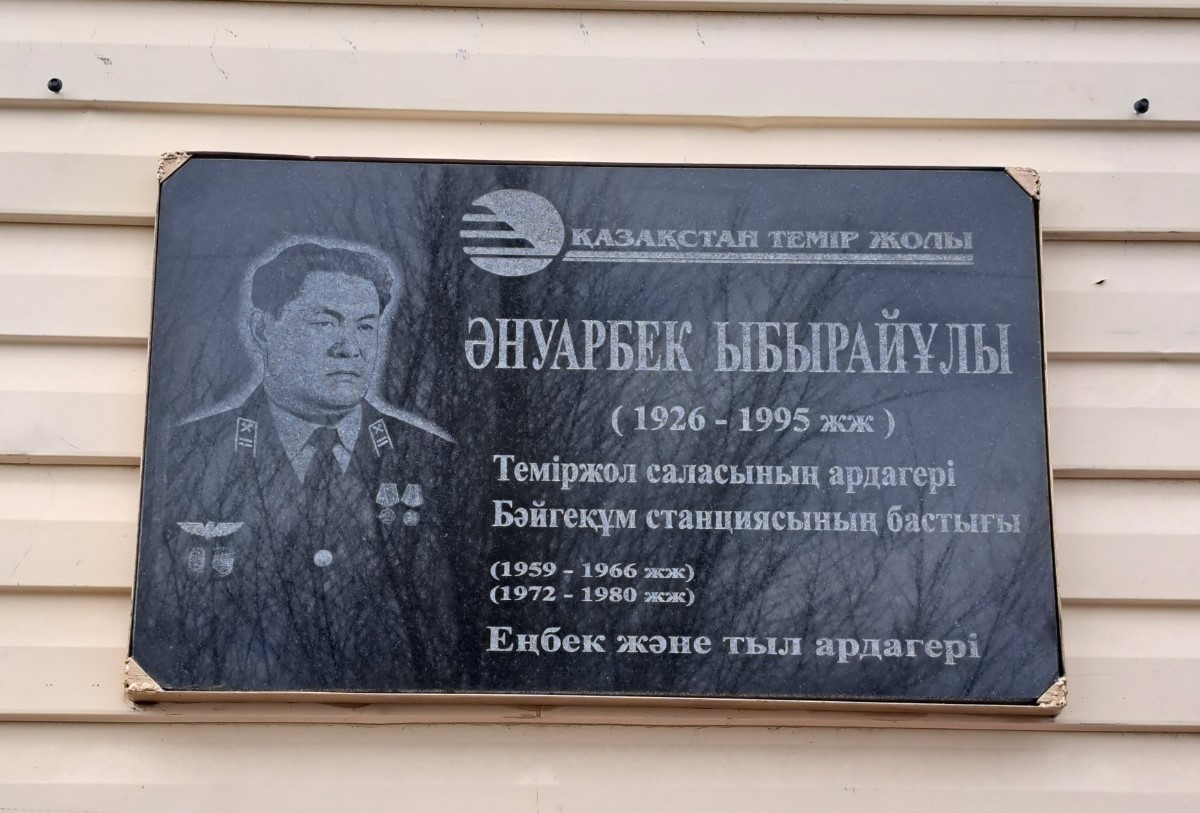 ҚАЗАҚСТАН ТЕМІР ЖОЛЫ
ӘНУАРБЕК ЫБЫРАЙҰЛЫ
( 1926 - 1995 жж )
Теміржол саласының ардагері
Бәйгеқұм станциясының бастығы
(1959 - 1966 жж)
(1972 - 1980 жж)
Еңбек және тыл ардагері